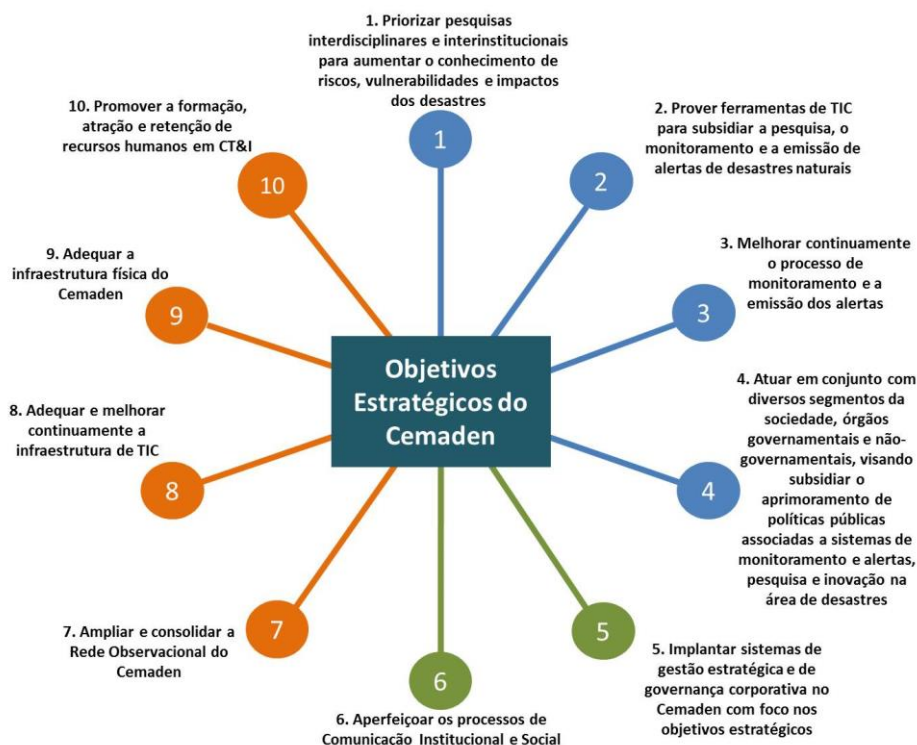 1. Priorizar pesquisas
interdisciplinares e interinstitucionais
para aumentar o conhecimento de
riscos, vulnerabilidades e impactos
dos desastres
1
2. Prover ferramentas de TIC
para subsidiar a pesquisa, o
monitoramento e a emissão de
alertas de desastres naturais
2
3. Melhorar continuamente
o processo de
monitoramento e a
emissão dos alertas
3
4. Atuar em conjunto com
diversos segmentos da
sociedade, órgãos
governamentais e não-
governamentais, visando
subsidiar o
aprimoramento de
políticas públicas
associadas a sistemas de
monitoramento e alertas,
pesquisa e inovação na
área de desastres
4
5. Implantar sistemas de
gestão estratégica e de
governança corporativa no
Cemaden com foco nos
objetivos estratégicos
5
6. Aperfeiçoar os processos de
Comunicação Institucional e Social
6
7. Ampliar e consolidar a
Rede Observacional do
Cemaden
7
8. Adequar e melhorar
continuamente a
infraestrutura de TIC
8
9. Adequar a
infraestrutura física do
Cemaden
9
10. Promover a formação,
atração e retenção de
recursos humanos em CT&I
10
Objetivos
Estratégicos do
Cemaden